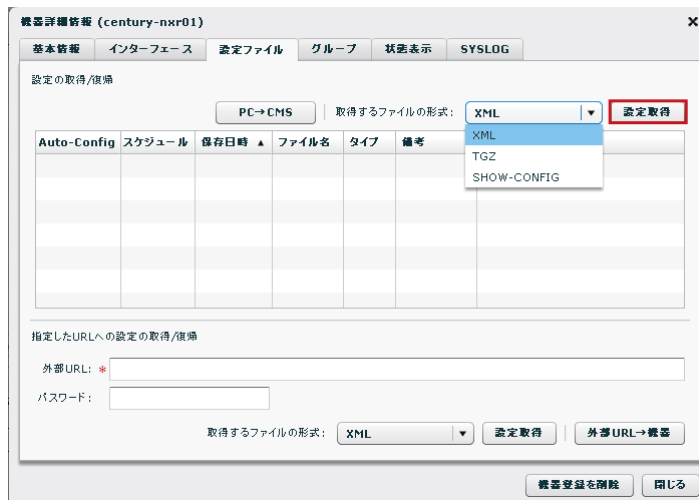 機器詳細情報 (century-nxr01)
基本情報 インターフェース 設定ファイル グループ 状態表示 SYSLOG
設定の取得/復帰
PC→CMS 取得するファイルの形式: XML 設定取得
Auto-Config スケジュール 保存日時 ▲ ファイル名 タイプ 備考
XML
TGZ
SHOW-CONFIG
指定したURLへの設定の取得/復帰
外部URL: *
パスワード:
取得するファイルの形式: XML 設定取得 外部URL→機器
機器登録を削除 閉じる